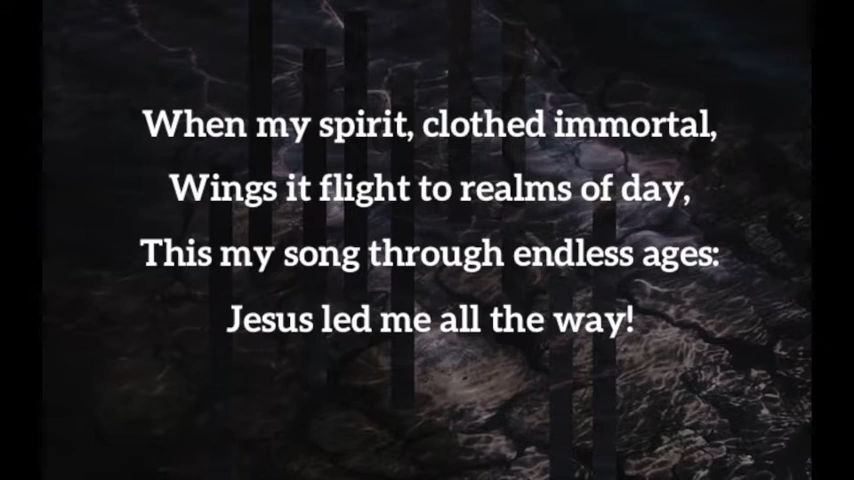 When my spirit, clothed immortal,
Wings it flight to realms of day,
This my song through endless ages:
Jesus led me all the way!